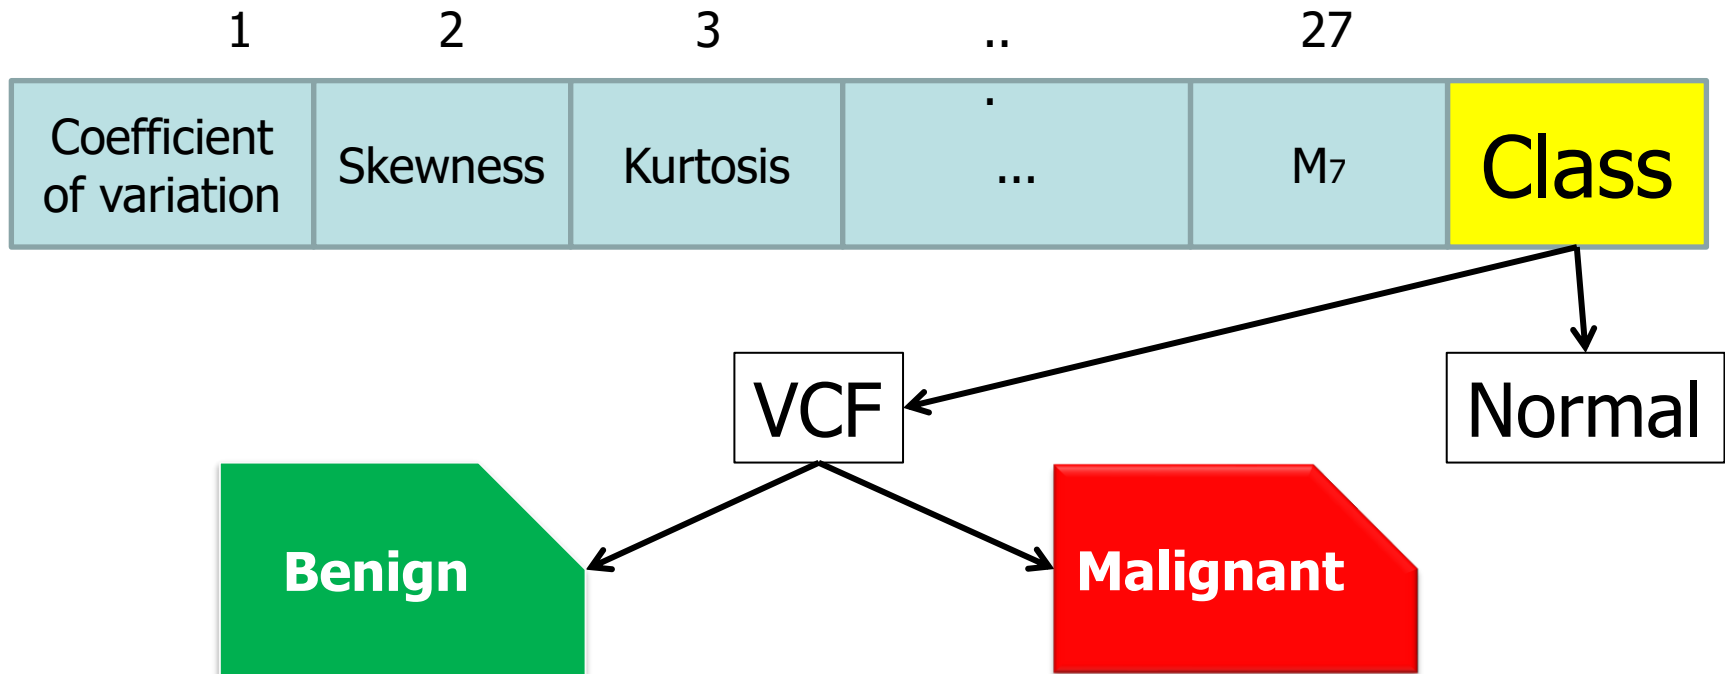 1 2 3 ... 27
Coefficient
of variation
Skewness
Kurtosis
...
M7
Class
VCF
Normal
Benign
Malignant